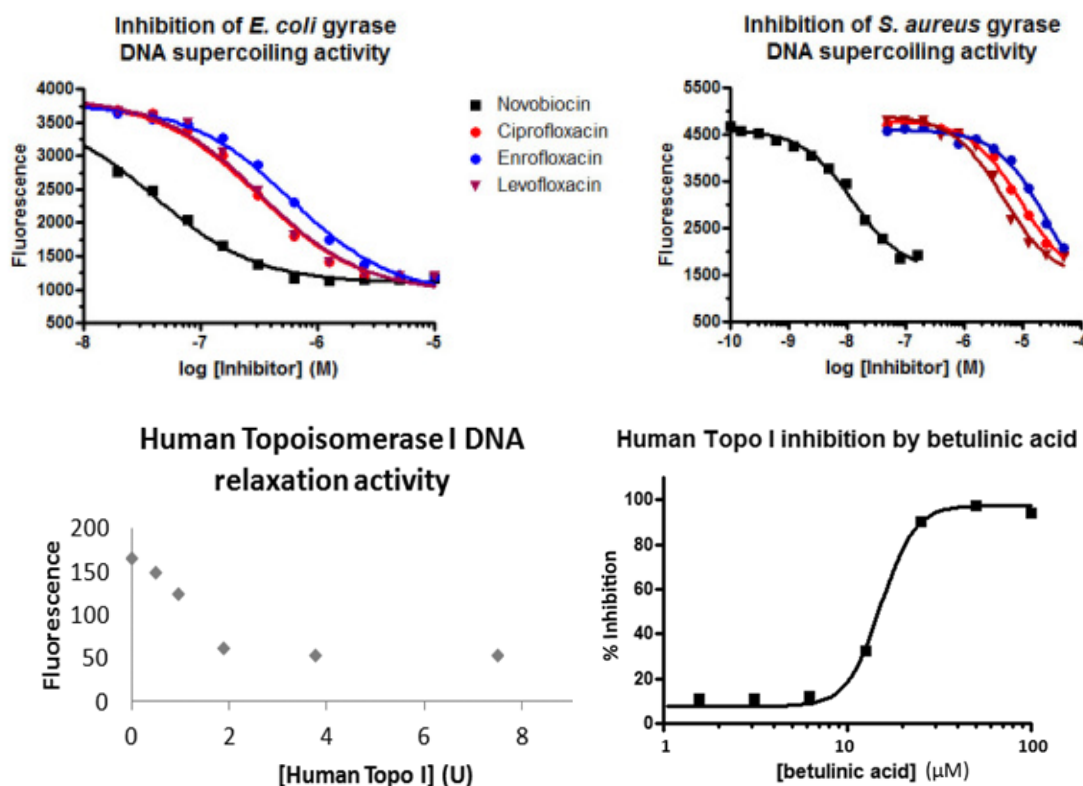 Inhibition of E. coli gyrase
DNA supercoiling activity
4000
3500
3000
2500
2000
1500
1000
500
Fluorescence
-8
-7
-6
-5
log [Inhibitor] (M)
Novobiocin
Ciprofloxacin
Enrofloxacin
Levofloxacin
Inhibition of S. aureus gyrase
DNA supercoiling activity
5500
4500
3500
2500
1500
500
Fluorescence
-10
-9
-8
-7
-6
-5
-4
log [Inhibitor] (M)
Human Topoisomerase I DNA
relaxation activity
200
150
100
50
0
Fluorescence
0
2
4
6
8
[Human Topo I] (U)
Human Topo I inhibition by betulinic acid
100
80
60
40
20
0
% Inhibition
1
10
100
[betulinic acid] (µM)